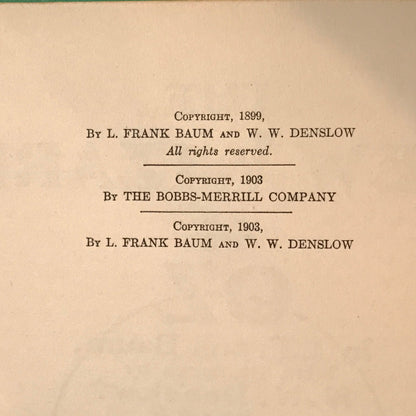 Copyright, 1899,
By L. FRANK BAUM and W. W. DENSLOW
All rights reserved.
Copyright, 1903
By THE BOBBS-MERRILL COMPANY
Copyright, 1903,
By L. FRANK BAUM and W. W. DENSLOW